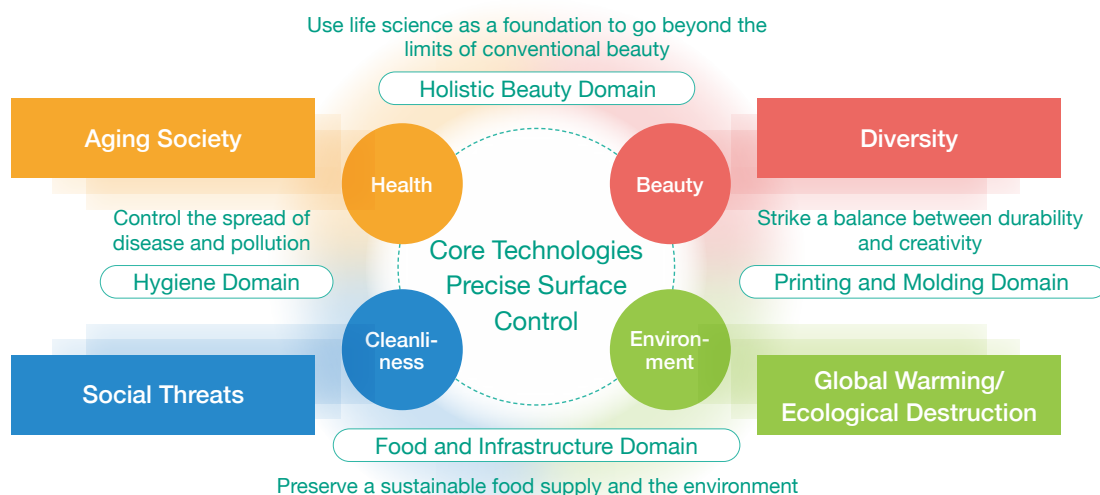 Use life science as a foundation to go beyond the
limits of conventional beauty
Holistic Beauty Domain
Aging Society
Diversity
Health
Beauty
Control the spread of
disease and pollution
Hygiene Domain
Strike a balance between durability
and creativity
Printing and Molding Domain
Core Technologies
Precise Surface
Control
Cleanli-
ness
Environ-
ment
Social Threats
Global Warming/
Ecological Destruction
Food and Infrastructure Domain
Preserve a sustainable food supply and the environment